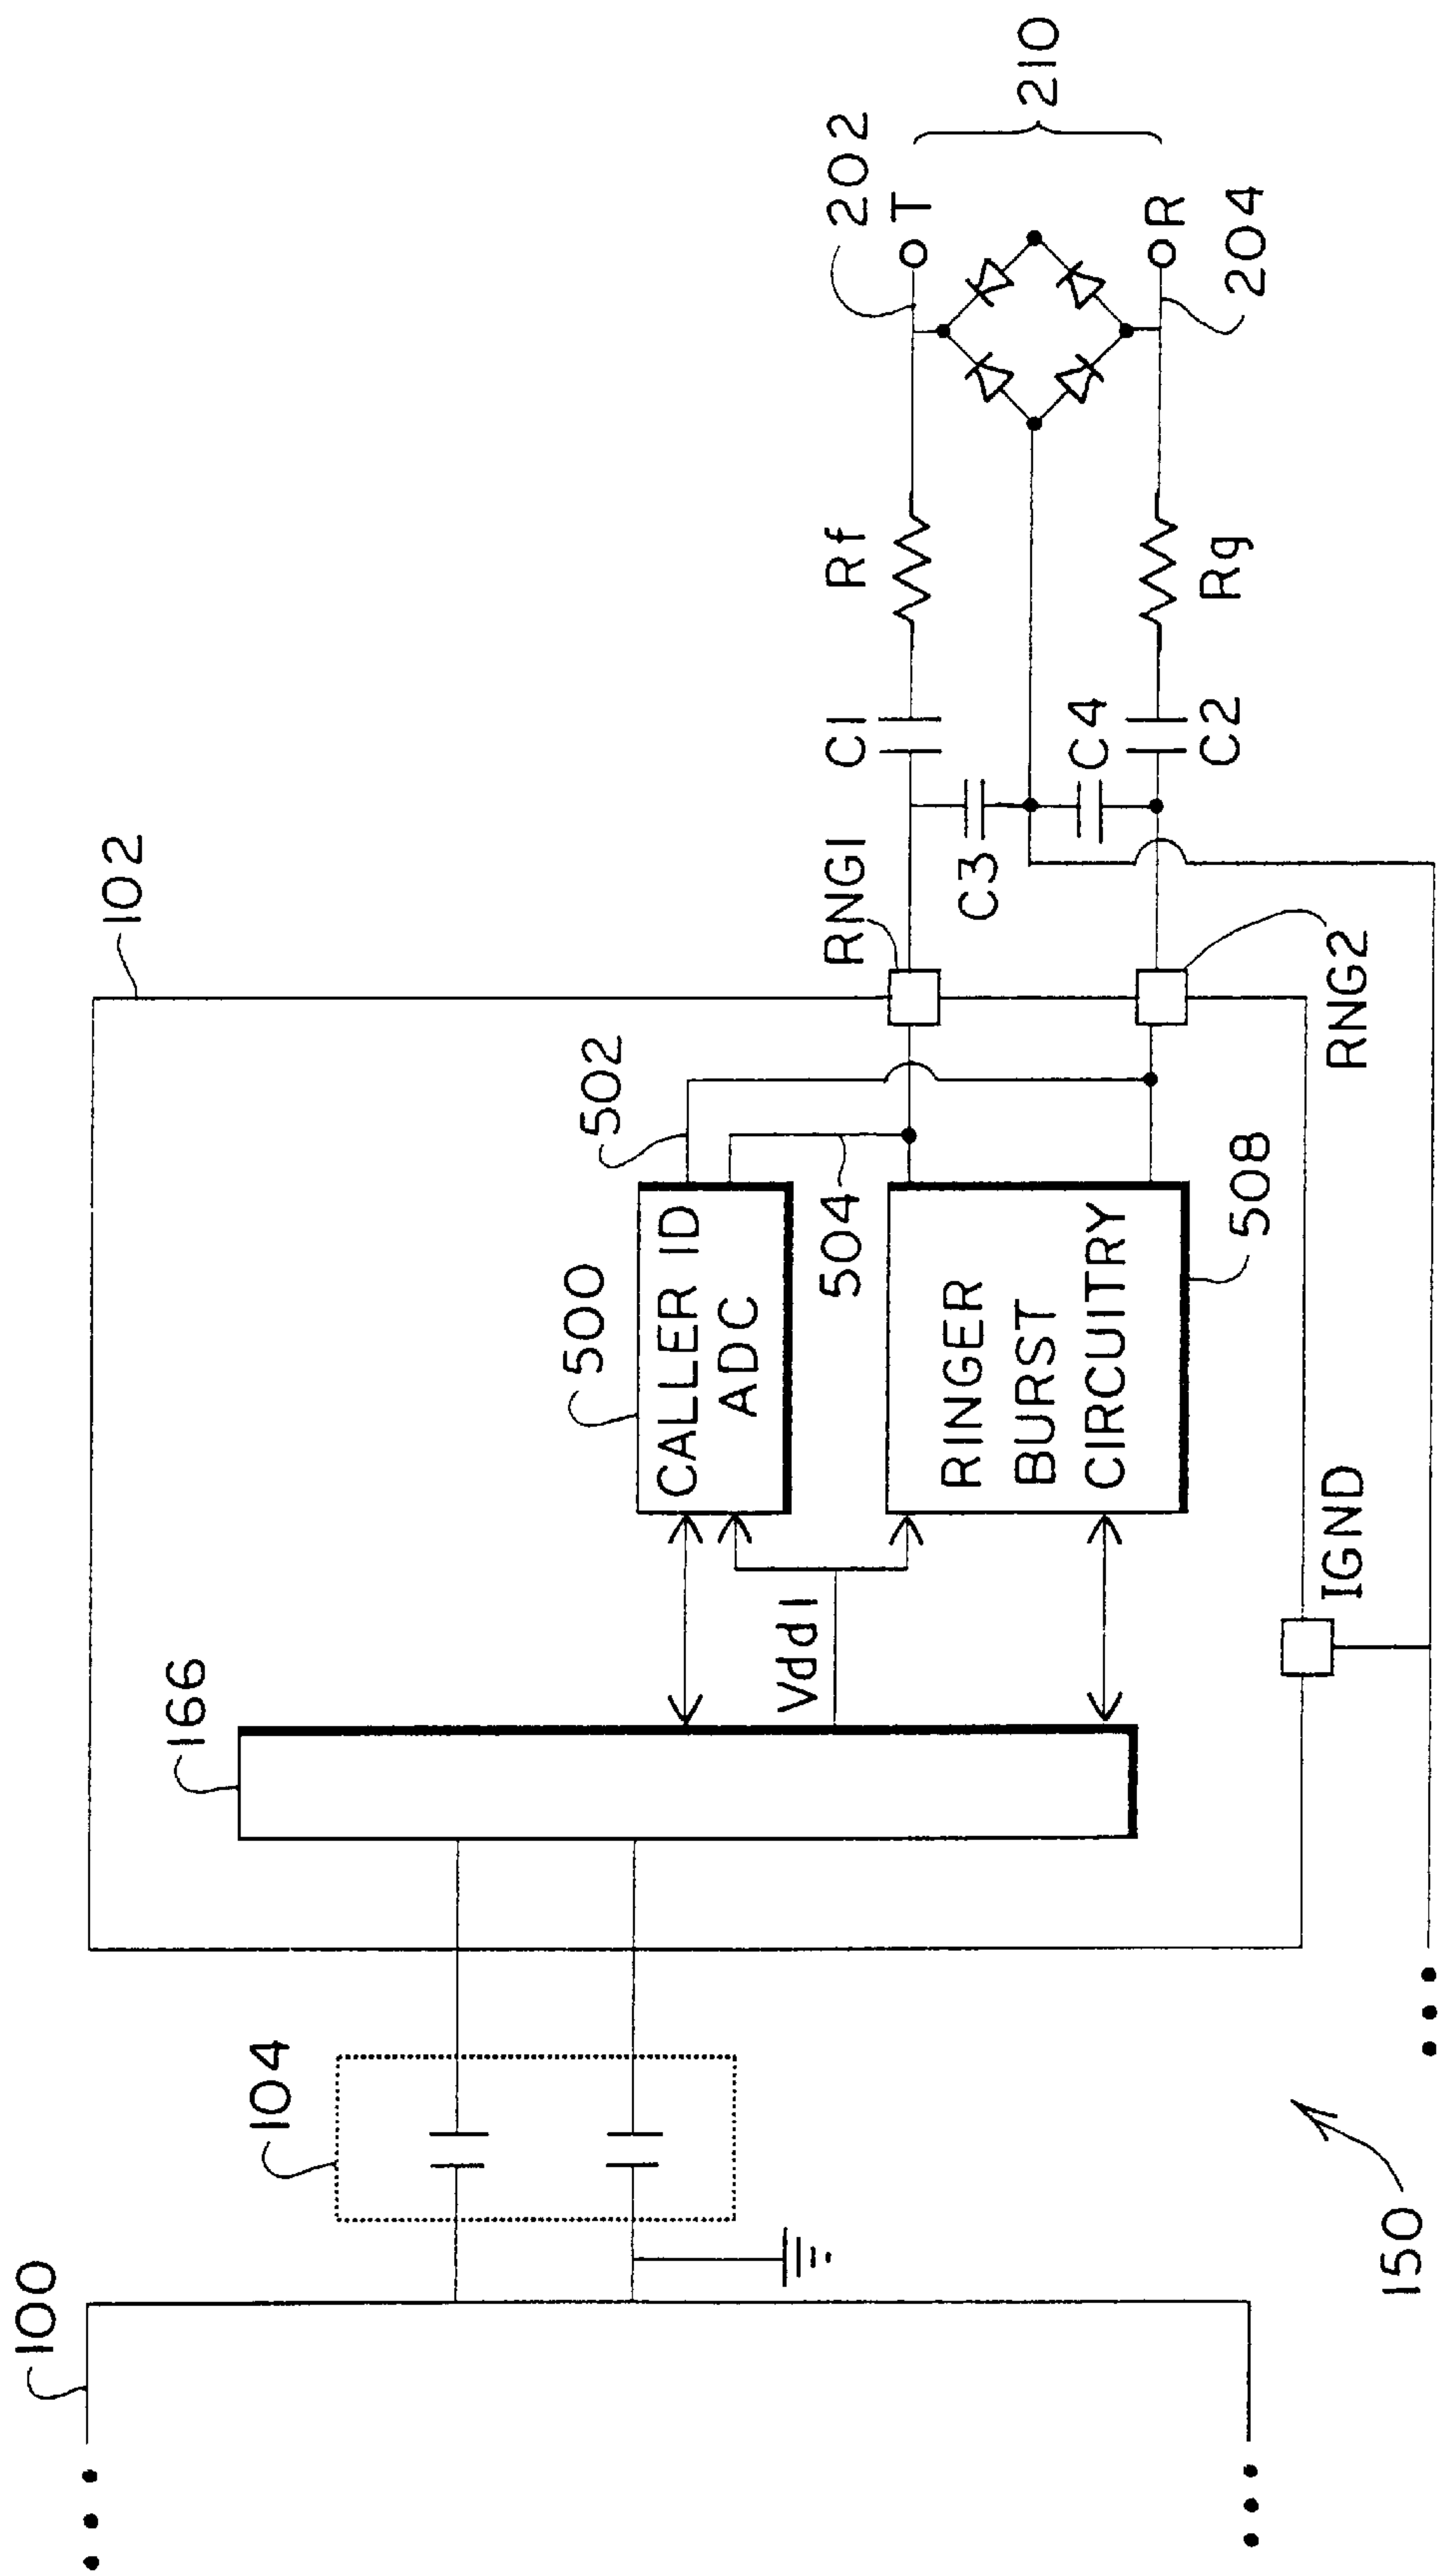 100
104
166
102
500
CALLER ID
ADC
502
504
Vdd1
RINGER
BURST
CIRCUITRY
508
RNG1
RNG2
IGND
C1
C3
C4
C2
Rf
Rg
202
T
R
204
210
150